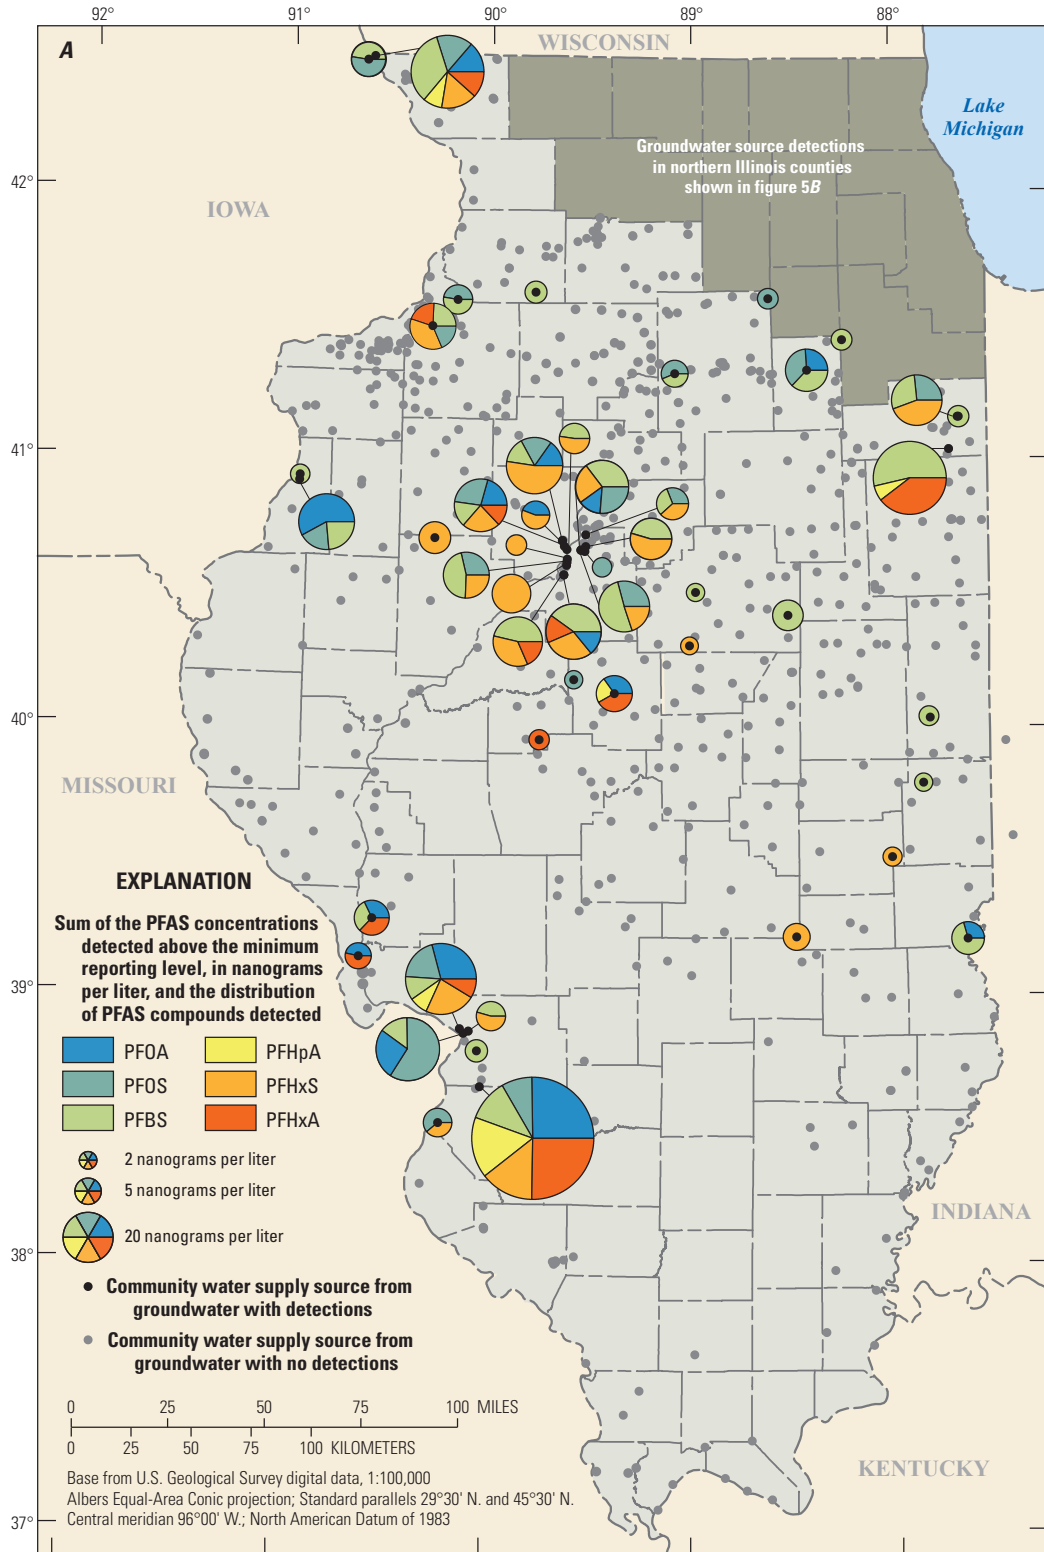 92°
91°
90°
89°
88°
A
WISCONSIN
Lake
Michigan
Groundwater source detections
in northern Illinois counties
shown in figure 5B
42°
IOWA
41°
40°
MISSOURI
EXPLANATION
Sum of the PFAS concentrations
detected above the minimum
reporting level, in nanograms
per liter, and the distribution
of PFAS compounds detected
39°
PFOA
PFHpA
PFOS
PFHxS
PFBS
PFHxA
2 nanograms per liter
5 nanograms per liter
20 nanograms per liter
INDIANA
38°
Community water supply source from
groundwater with detections
Community water supply source from
groundwater with no detections
0 25 50 75 100 MILES
0 25 50 75 100 KILOMETERS
KENTUCKY
Base from U.S. Geological Survey digital data, 1:100,000
Albers Equal-Area Conic projection; Standard parallels 29°30' N. and 45°30' N.
Central meridian 96°00' W.; North American Datum of 1983
37°